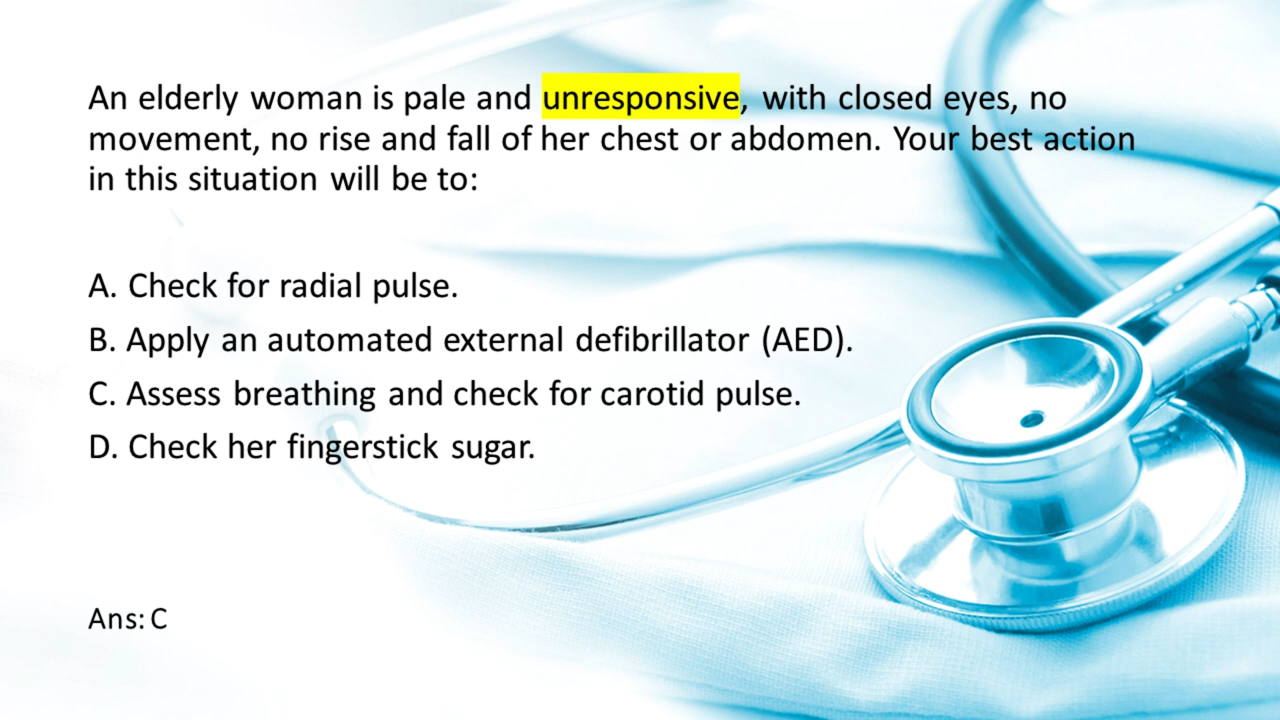 An elderly woman is pale and unresponsive, with closed eyes, no
movement, no rise and fall of her chest or abdomen. Your best action
in this situation will be to:
A. Check for radial pulse.
B. Apply an automated external defibrillator (AED).
C. Assess breathing and check for carotid pulse.
D. Check her fingerstick sugar.
Ans: C